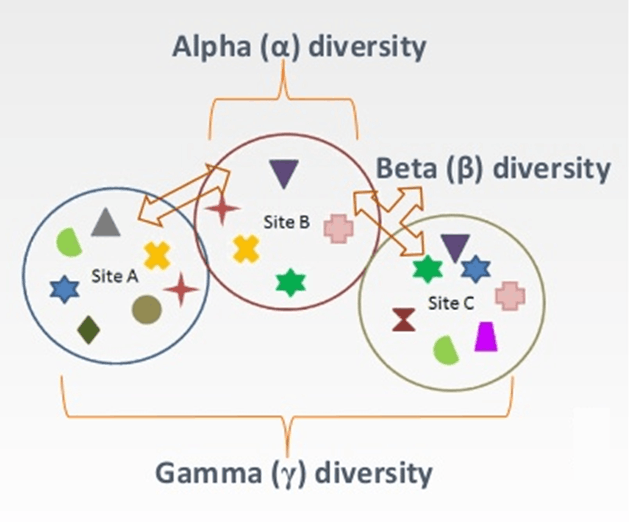 Alpha (α) diversity
Beta (β) diversity
Site B
Site A
Site C
Gamma (γ) diversity